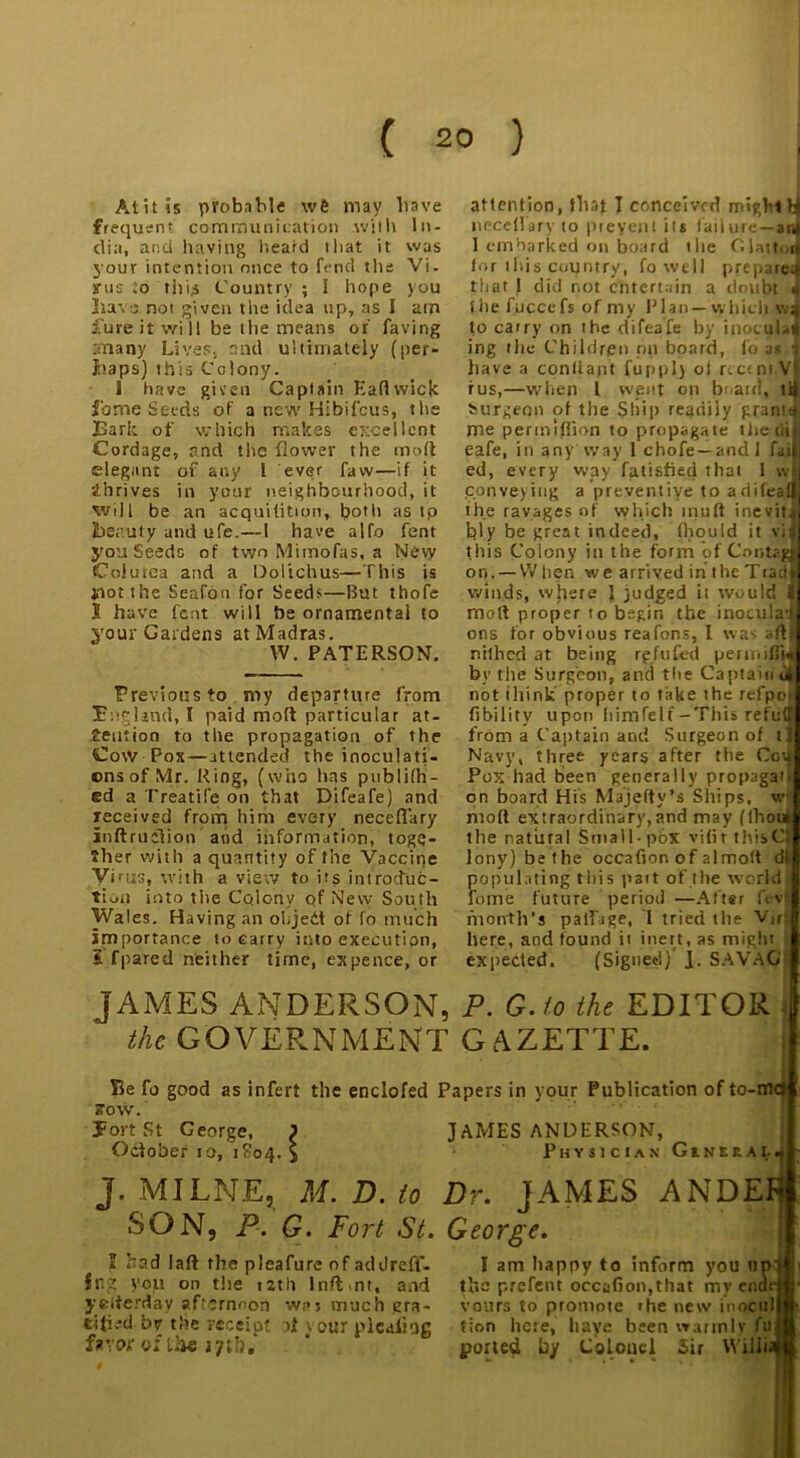 ( 20 )
At it is probable we may have
frequent communication with In-
dia, and having heard that it was
your intention once to ſend the Vi-
rus to this Country ; I hope you
have not given the idea up, as I am
ſure it will be the means of ſaving
many Lives, and ultimately (per-
haps) this Colony.
I have given Captain Eaſtwick
ſome Seeds of a new Hibiſcus, the
Bark of which makes excellent
Cordage, and the flower the moſt
elegant of any I ever ſaw—if it
thrives in your neighbourhood, it
will be an acquiſition, both as to
beauty and uſe.—I have alſo ſent
you Seeds of two Mimoſas, a New
Colutea and a Dolichus—This is
not the Seaſon for Seeds—But thoſe
I have ſent will be ornamental to
your Gardens at Madras.
W. PATERSON.
Previous to my departure from
England, I paid moſt particular at-
tention to the propagation of the
Cow Pox—attended the inoculati-
ons of Mr. Ring, (who has publiſh-
ed a Treatiſe on that Diſeaſe) and
received from him every neceſſary
inſtruction and information, toge-
ther with a quantity of the Vaccine
Virus, with a view to its introduc-
tion into the Colony of New South
Wales. Having an object of ſo much
importance to carry into execution,
I ſpared neither time, expence, or
attention, that I conceived might b
neceſſary to prevent its failure—an
I embarked on board the Glatton
for this country, ſo well prepared
that I did not entertain a doubt
the ſucceſs of my Plan—which wa
to carry on the diſeaſe by inoculat
ing the Children on board, ſo as
have a conſtant ſupply of recent V
rus,—when I went on board, th
Surgeon of the Ship readily grante
me permiſſion to propagate the diſ
eaſe, in any way I choſe—and I fail
ed, every way ſatisfied that I w
conveying a preventive to a diſeaſ
the ravages of which muſt inevita
bly be great indeed, ſhould it vi
this Colony in the form of Contagi
on.—When we arrived in the Trad
winds, where I judged it would
moſt proper to begin the inoculati
ons for obvious reaſons, I was aſt
niſhed at being refuſed permiſſi
by the Surgeon, and the Captain
not think proper to take the reſpo
ſibility upon himſelf—This refuſ
from a Captain and Surgeon of t
Navy, three years after the Cow
Pox had been generally propagat
on board His Majeſty's Ships, w
moſt extraordinary, and may (ſhou
the natural Small-pox viſit this C
lony) be the occaſion of almoſt d
populating this part of the world
ſome future period —After fev
month's paſſage, I tried the Vir
here, and found it inert, as might
expected. (Signed) J. SAVAG
JAMES ANDERSON, P. G. to the EDITOR
the GOVERNMENT GAZETTE.
Be ſo good as inſert the encloſed Papers in your Publication of to-mo
row.
Fort St George,
October 10, 1804.
JAMES ANDERSON,
PHYSICIAN GENERAL.
J. MILNE, M. D. to Dr. JAMES ANDER
SON, P. G. Fort St. George.
I had laſt the pleaſure of addreſſ-
ing you on the 12th Inſtant, and
yeſterday afternoon was much gra-
tified by the receipt of your pleaſing
favor of the 17th.
I am happy to inform you up
the preſent occaſion, that my ende
vours to promote the new inocul
tion here, have been warmly ſu
ported by Colonel Sir Willia